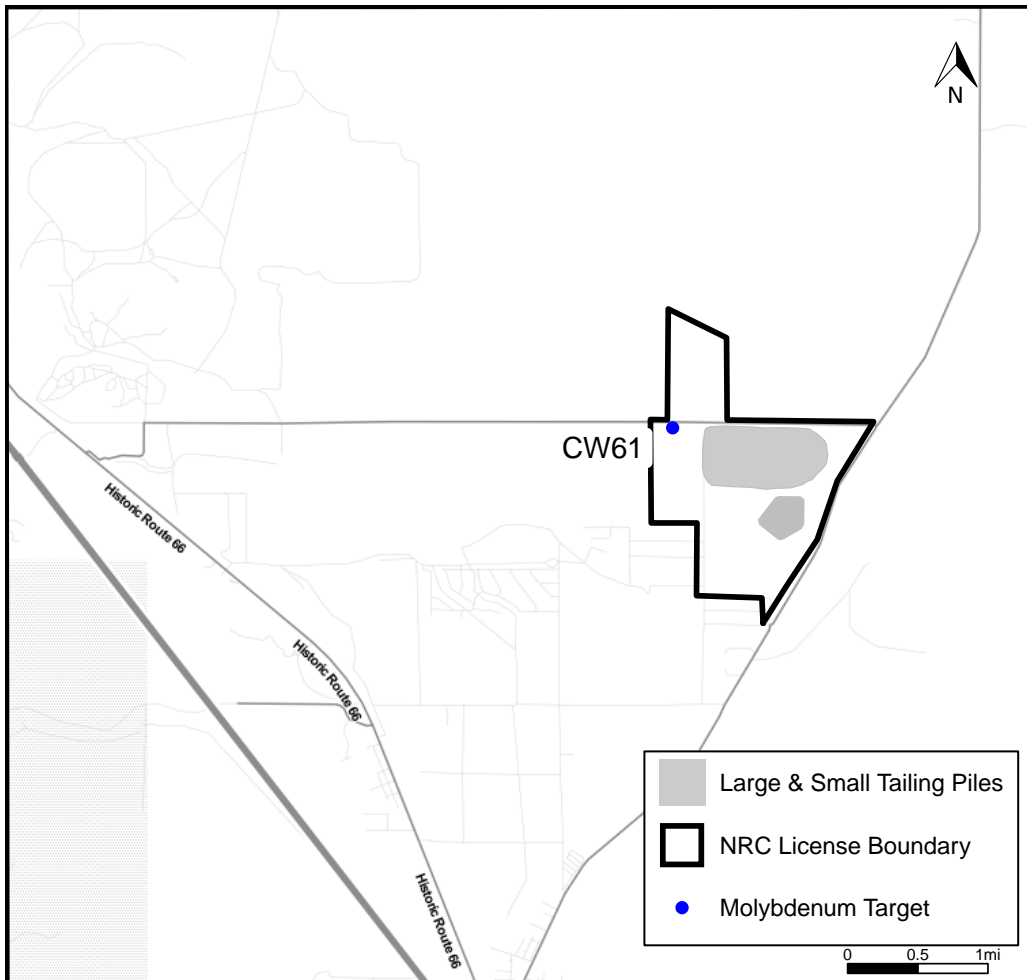 N
CW61
Historic Route 66
Historic Route 66
Historic Route 66
Large & Small Tailing Piles
NRC License Boundary
Molybdenum Target
0 0.5 1mi